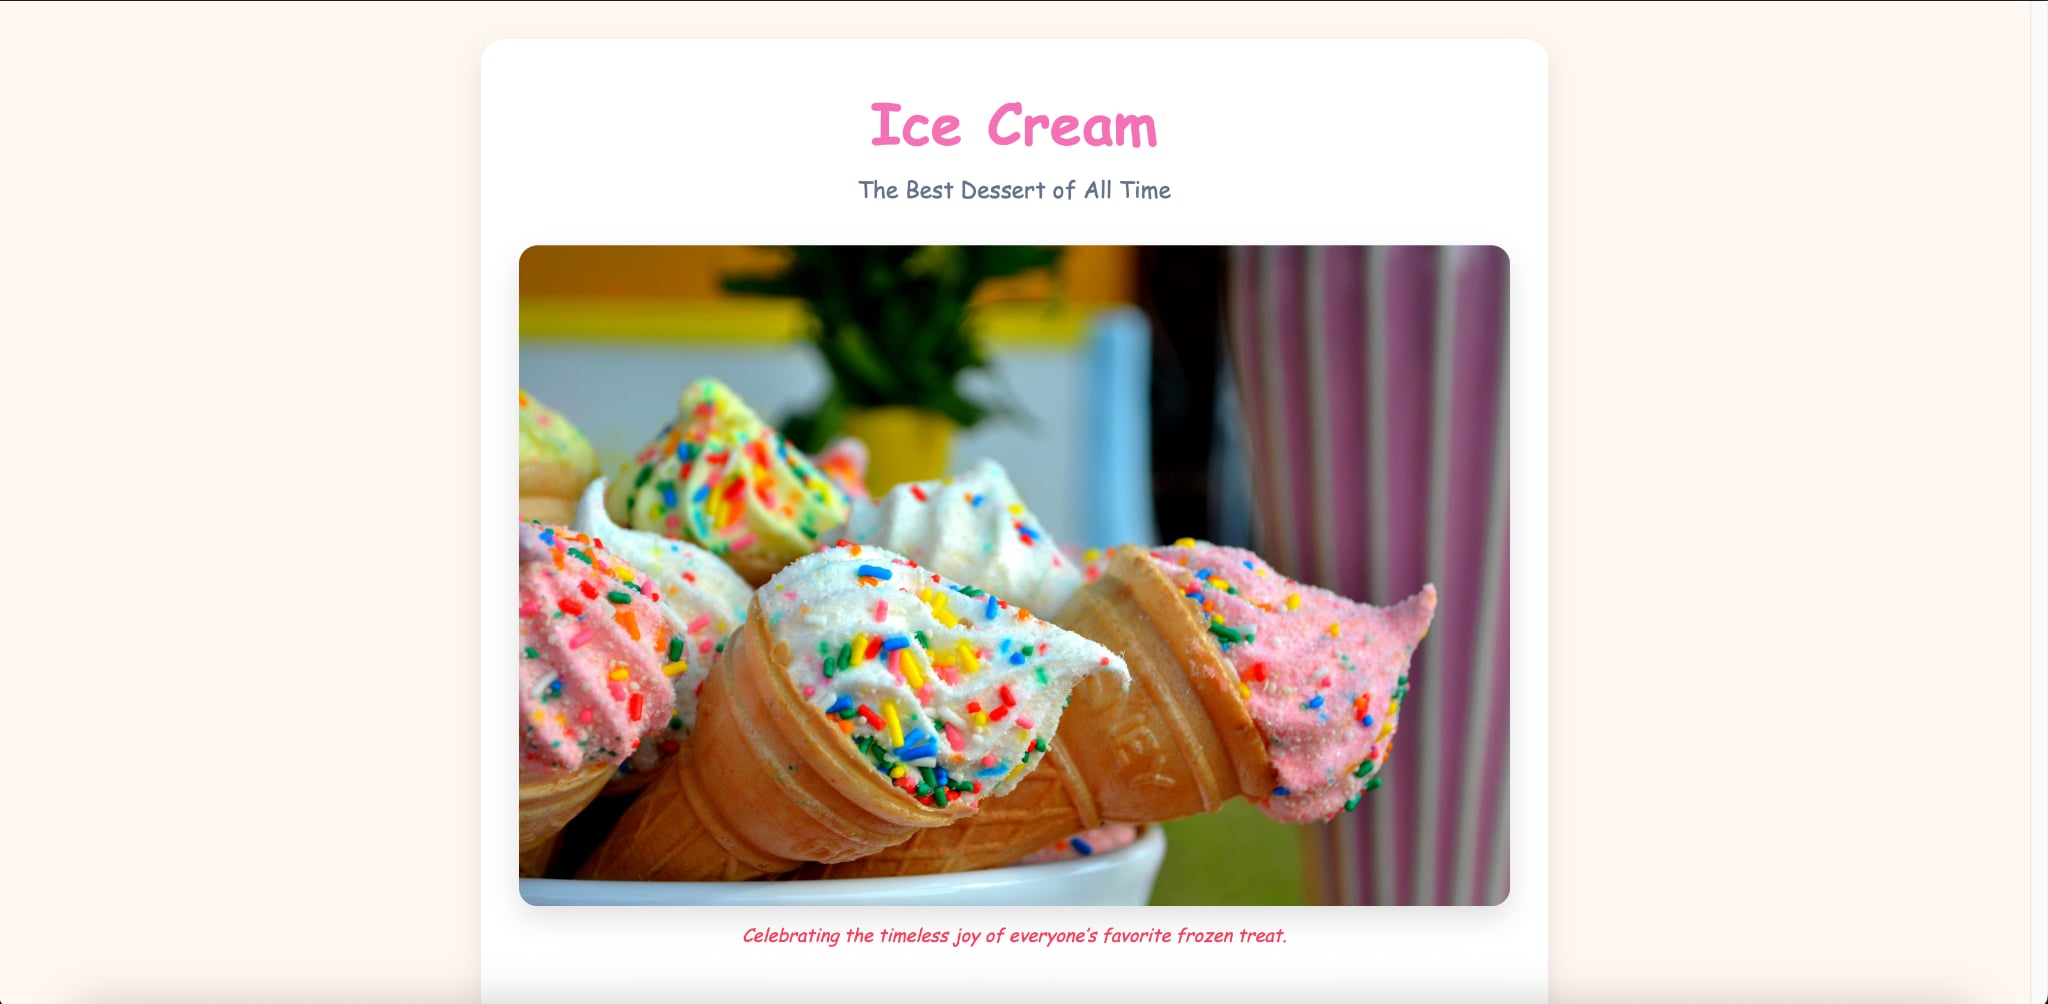 Ice Cream
The Best Dessert of All Time
Celebrating the timeless joy of everyone's favorite frozen treat.